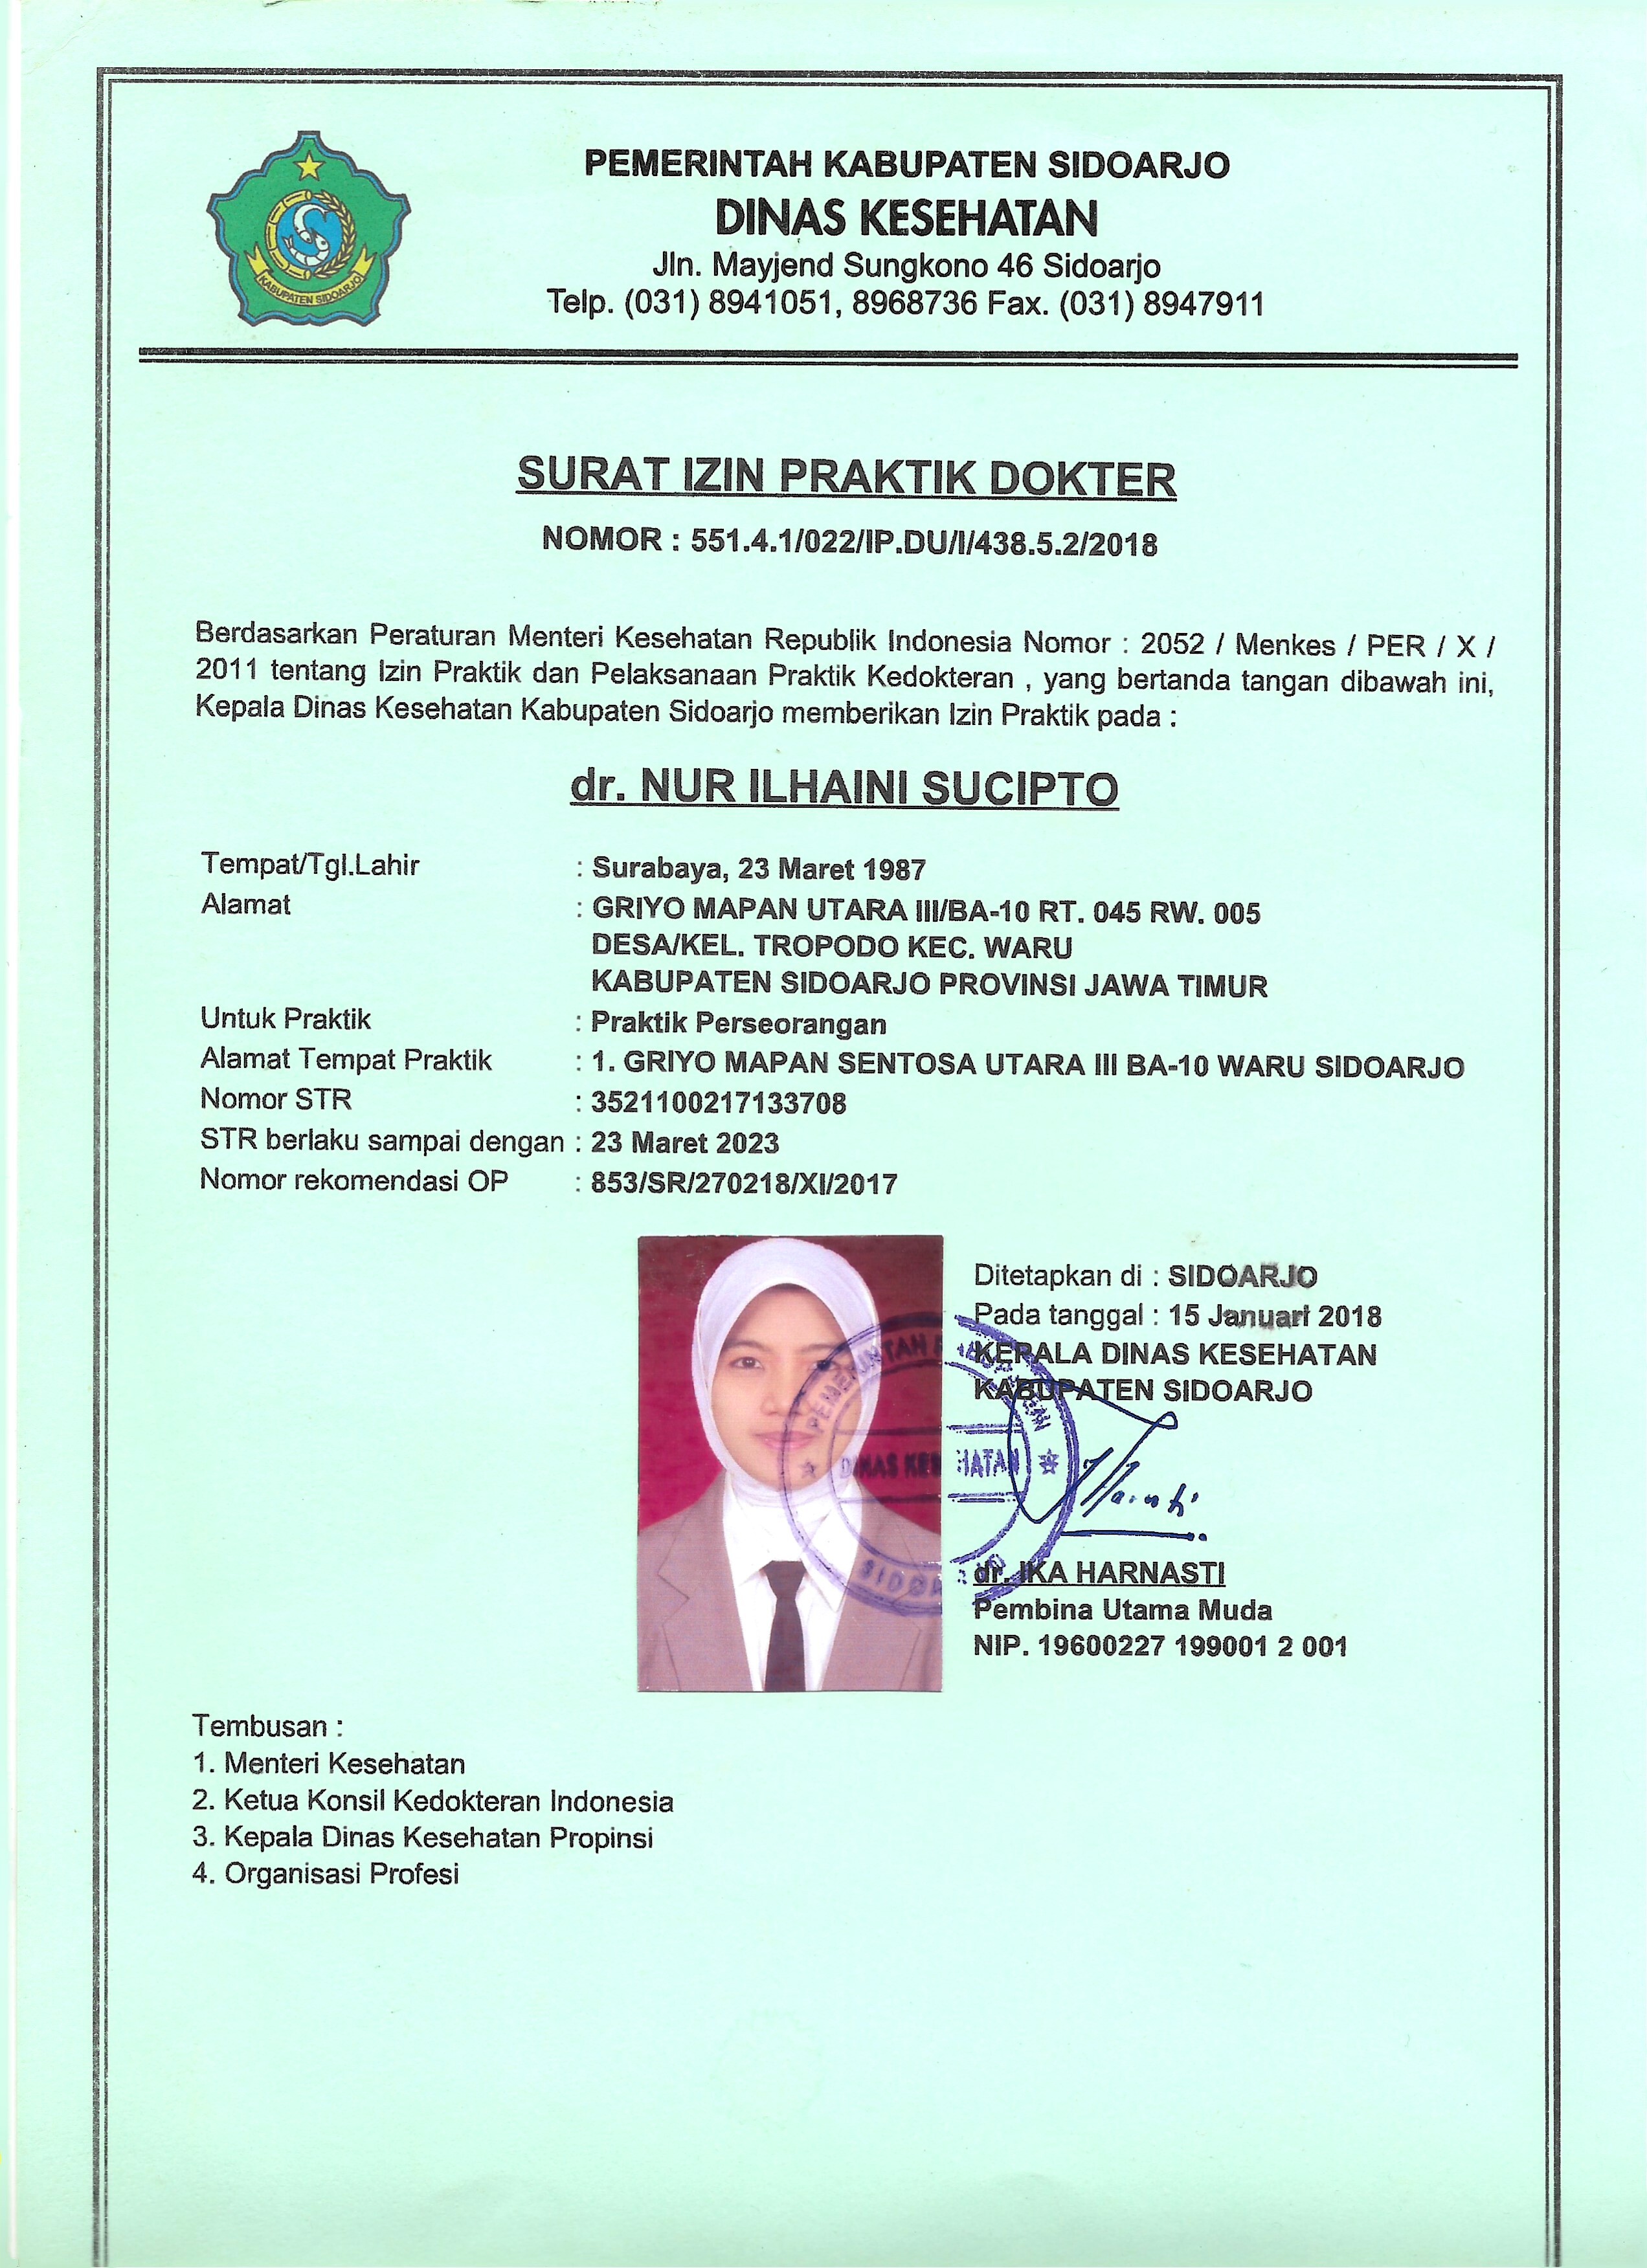 PEMERINTAH KABUPATEN SIDOARJO
DINAS KESEHATAN
Jln. Mayjend Sungkono 46 Sidoarjo
Telp. (031) 8941051, 8968736 Fax. (031) 8947911
KABUPATEN SIDOARJO
SURAT IZIN PRAKTIK DOKTER
NOMOR : 551.4.1/022/IP.DU/I/438.5.2/2018
Berdasarkan Peraturan Menteri Kesehatan Republik Indonesia Nomor : 2052 / Menkes / PER / X /
2011 tentang Izin Praktik dan Pelaksanaan Praktik Kedokteran , yang bertanda tangan dibawah ini,
Kepala Dinas Kesehatan Kabupaten Sidoarjo memberikan Izin Praktik pada :
dr. NUR ILHAINI SUCIPTO
Tempat/Tgl.Lahir : Surabaya, 23 Maret 1987
Alamat : GRIYO MAPAN UTARA III/BA-10 RT. 045 RW. 005
DESA/KEL. TROPODO KEC. WARU
KABUPATEN SIDOARJO PROVINSI JAWA TIMUR
Untuk Praktik : Praktik Perseorangan
Alamat Tempat Praktik : 1. GRIYO MAPAN SENTOSA UTARA III BA-10 WARU SIDOARJO
Nomor STR : 3521100217133708
STR berlaku sampai dengan : 23 Maret 2023
Nomor rekomendasi OP : 853/SR/270218/XI/2017
Ditetapkan di : SIDOARJO
Pada tanggal : 15 Januari 2018
KEPALA DINAS KESEHATAN
KABUPATEN SIDOARJO
dr. IKA HARNASTI
Pembina Utama Muda
NIP. 19600227 199001 2 001
Tembusan :
1. Menteri Kesehatan
2. Ketua Konsil Kedokteran Indonesia
3. Kepala Dinas Kesehatan Propinsi
4. Organisasi Profesi